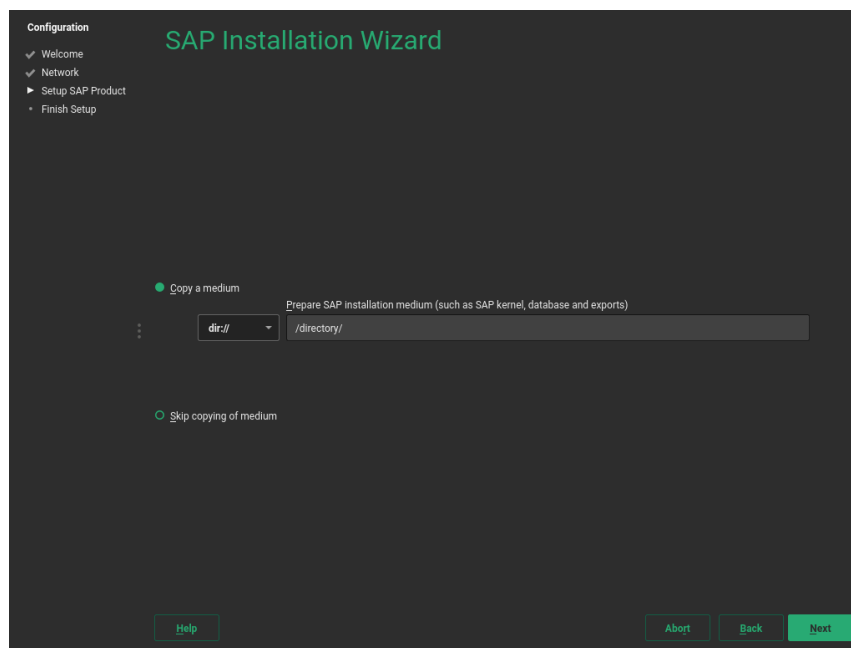 Configuration
Welcome
Network
Setup SAP Product
Finish Setup
SAP Installation Wizard
Copy a medium
Prepare SAP installation medium (such as SAP kernel, database and exports)
dir://
/directory/
Skip copying of medium
Help
Abort
Back
Next